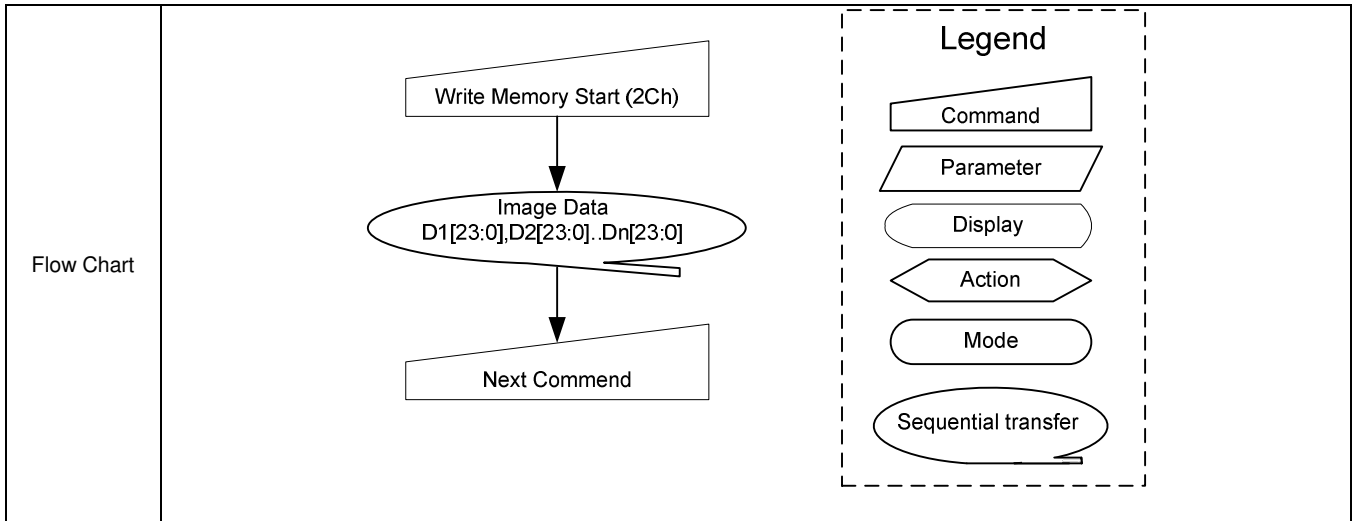 Flow Chart
Write Memory Start (2Ch)
Image Data
D1[23:0],D2[23:0]..Dn[23:0]
Next Commend
Legend
Command
Parameter
Display
Action
Mode
Sequential transfer